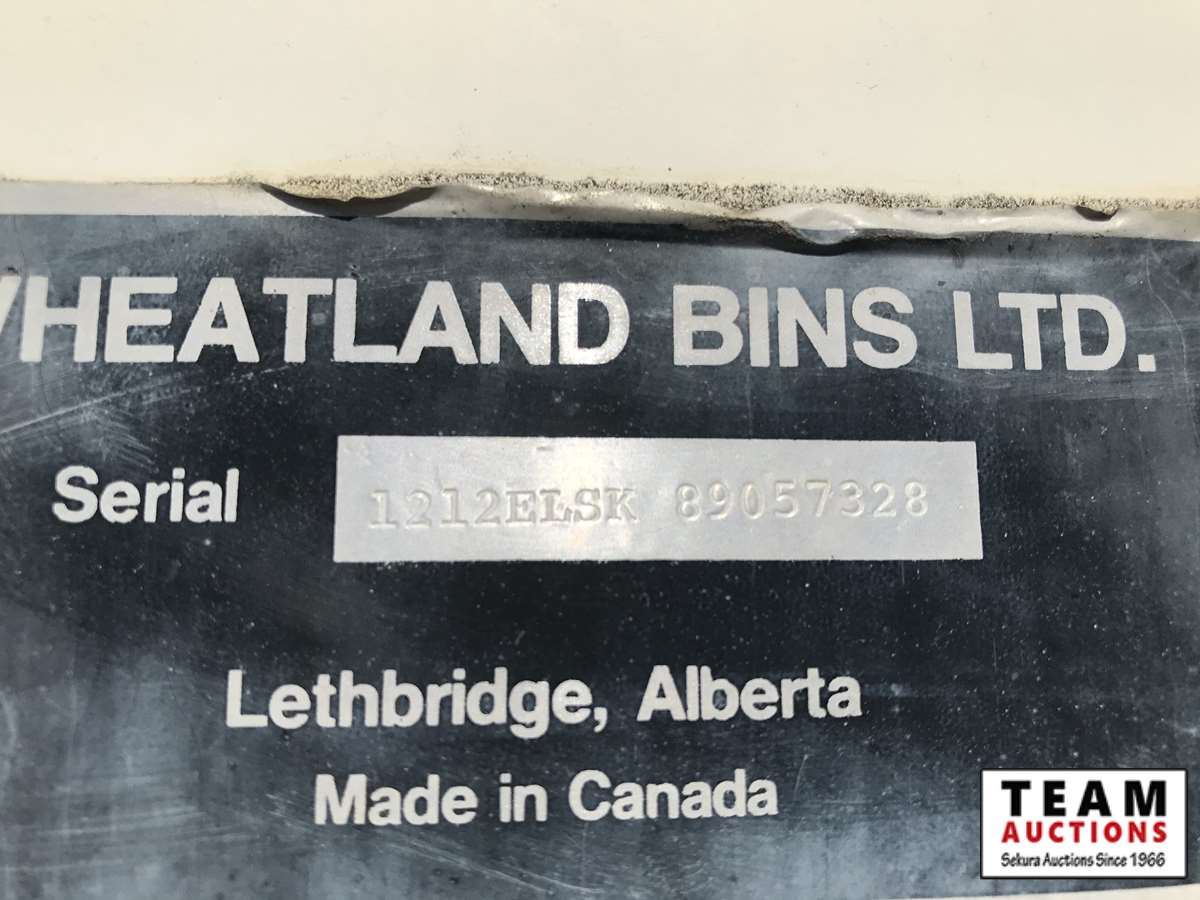 WHEATLAND BINS LTD.
Serial 1212ELSK 89057328
Lethbridge, Alberta
Made in Canada
TEAM
AUCTIONS
Sekura Auctions Since 1966